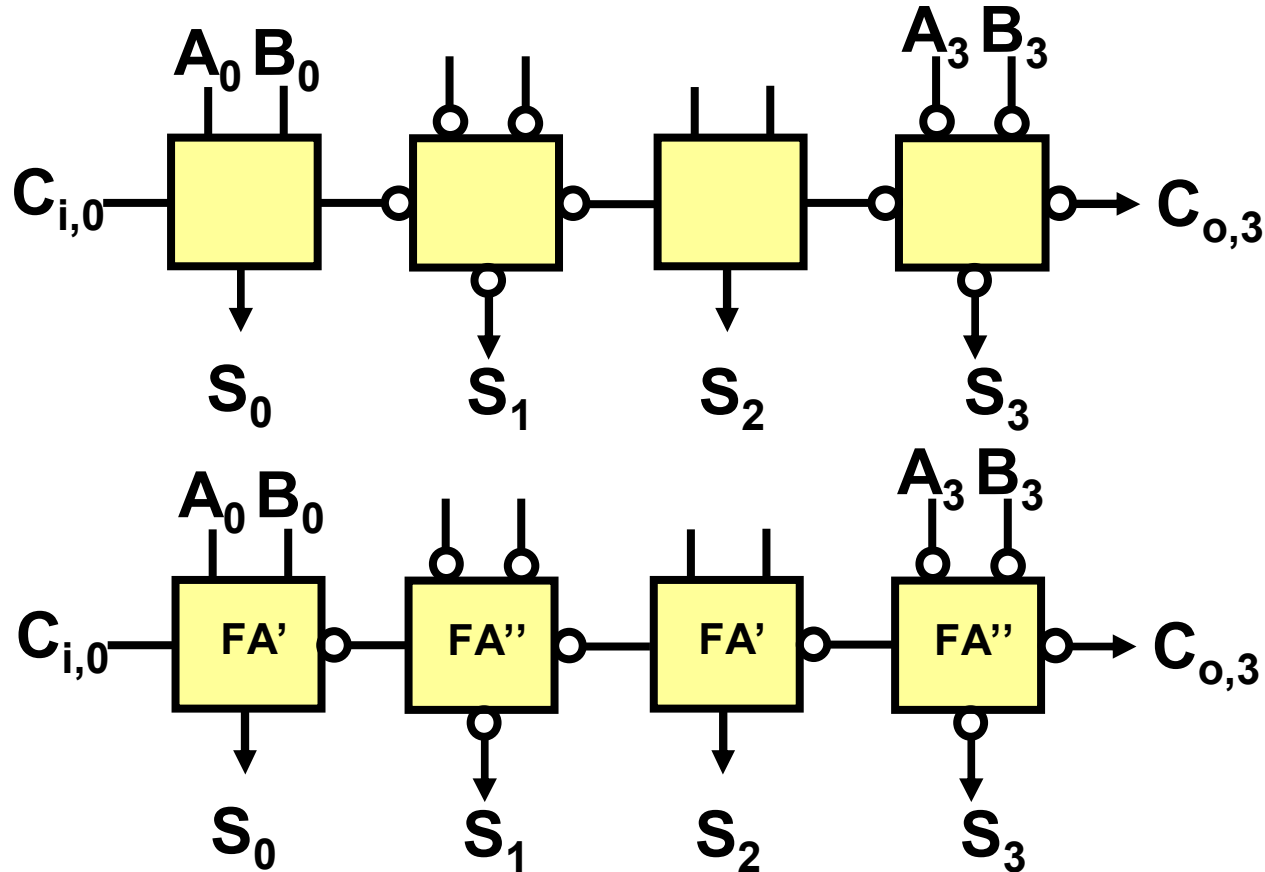 A0 B0 A3 B3
Ci,0 Co,3
S0 S1 S2 S3
A0 B0 A3 B3
Ci,0 FA' FA'' FA' FA'' Co,3
S0 S1 S2 S3